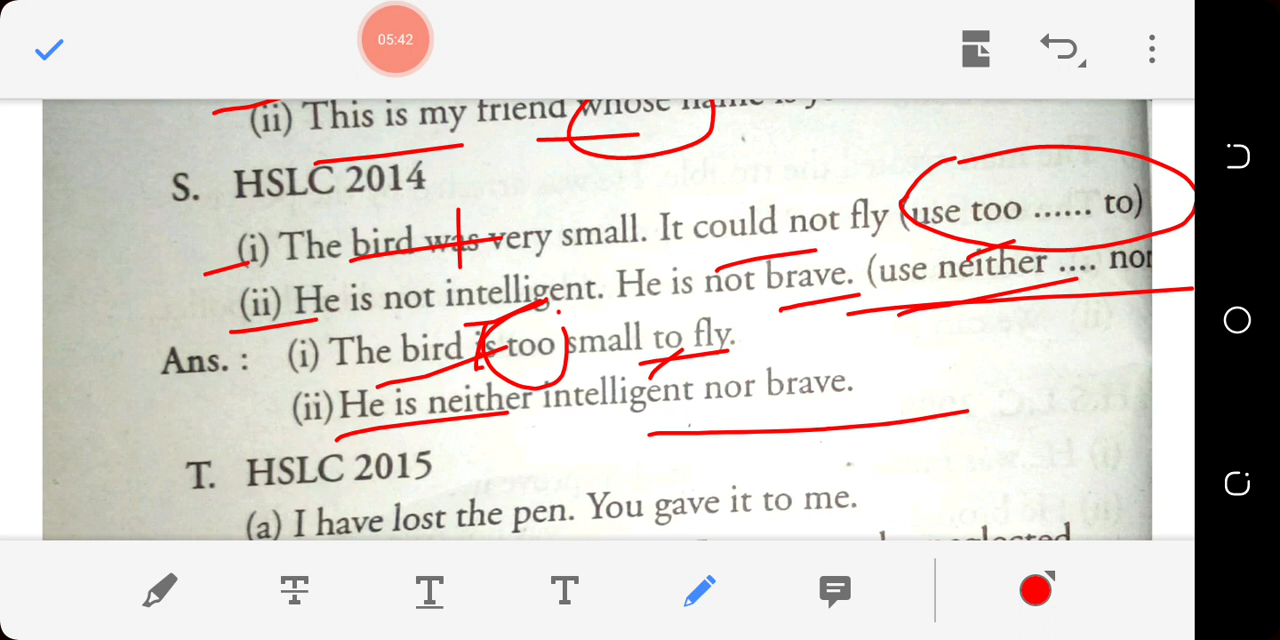 05:42
(ii) This is my friend whose name is
S. HSLC 2014
(i) The bird was very small. It could not fly (use too ...... to)
(ii) He is not intelligent. He is not brave. (use neither .... nor
Ans. : (i) The bird is too small to fly.
(ii) He is neither intelligent nor brave.
T. HSLC 2015
(a) I have lost the pen. You gave it to me.
neglected
T T T